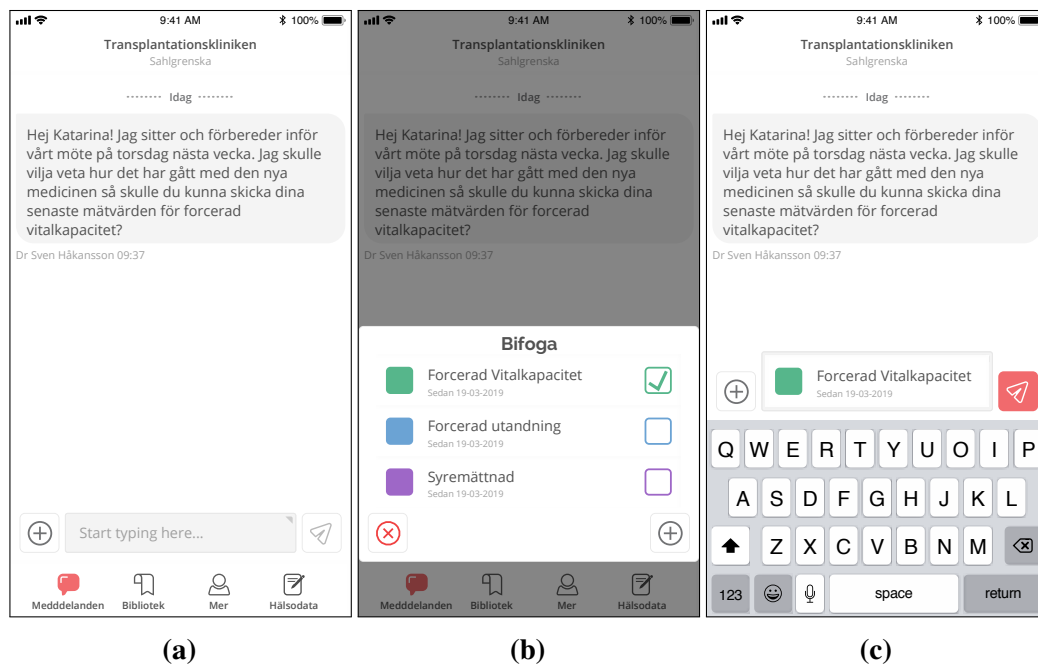 9:41 AM
100%
Transplantationskliniken
Sahlgrenska
-------- Idag --------
Hej Katarina! Jag sitter och förbereder inför
vårt möte på torsdag nästa vecka. Jag skulle
vilja veta hur det har gått med den nya
medicinen så skulle du kunna skicka dina
senaste mätvärden för forcerad
vitalkapacitet?
Dr Sven Håkansson 09:37
Start typing here...
Medddelanden Bibliotek Mer Hälsodata
(a)
9:41 AM
100%
Transplantationskliniken
Sahlgrenska
-------- Idag --------
Hej Katarina! Jag sitter och förbereder inför
vårt möte på torsdag nästa vecka. Jag skulle
vilja veta hur det har gått med den nya
medicinen så skulle du kunna skicka dina
senaste mätvärden för forcerad
vitalkapacitet?
Dr Sven Håkansson 09:37
Bifoga
Forcerad Vitalkapacitet
Sedan 19-03-2019
Forcerad utandning
Sedan 19-03-2019
Syremättnad
Sedan 19-03-2019
Medddelanden Bibliotek Mer Hälsodata
(b)
9:41 AM
100%
Transplantationskliniken
Sahlgrenska
-------- Idag --------
Hej Katarina! Jag sitter och förbereder inför
vårt möte på torsdag nästa vecka. Jag skulle
vilja veta hur det har gått med den nya
medicinen så skulle du kunna skicka dina
senaste mätvärden för forcerad
vitalkapacitet?
Dr Sven Håkansson 09:37
Forcerad Vitalkapacitet
Sedan 19-03-2019
Q W E R T Y U O I P
A S D F G H J K L
Z X C V B N M
123 space return
(c)